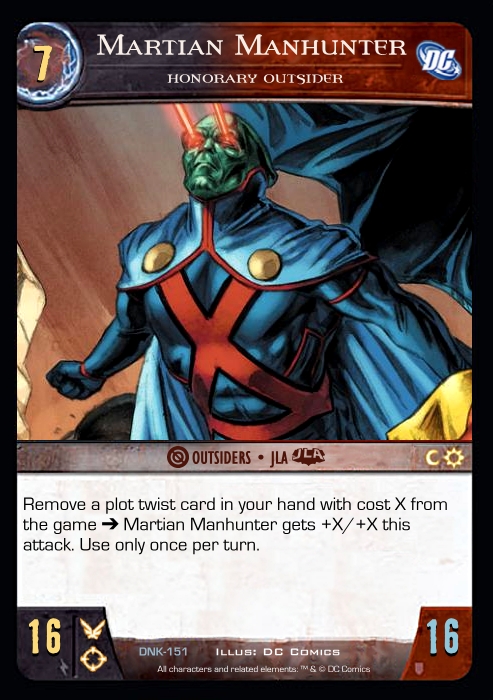 7
MARTIAN MANHUNTER
HONORARY OUTSIDER
DC
OUTSIDERS • JLA JLA
C
Remove a plot twist card in your hand with cost X from
the game ➔ Martian Manhunter gets +X/+X this
attack. Use only once per turn.
16
16
DNK-151 ILLUS: DC COMICS
All characters and related elements: ™ & © DC Comics